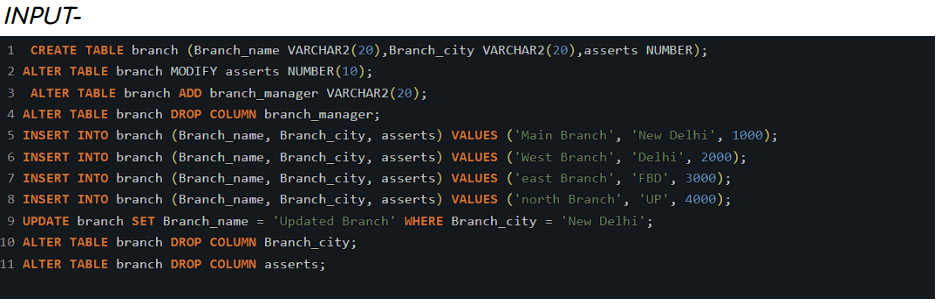 INPUT-
1 CREATE TABLE branch (Branch_name VARCHAR2(20),Branch_city VARCHAR2(20),asserts NUMBER);
2 ALTER TABLE branch MODIFY asserts NUMBER(10);
3 ALTER TABLE branch ADD branch_manager VARCHAR2(20);
4 ALTER TABLE branch DROP COLUMN branch_manager;
5 INSERT INTO branch (Branch_name, Branch_city, asserts) VALUES ('Main Branch', 'New Delhi', 1000);
6 INSERT INTO branch (Branch_name, Branch_city, asserts) VALUES ('West Branch', 'Delhi', 2000);
7 INSERT INTO branch (Branch_name, Branch_city, asserts) VALUES ('east Branch', 'FBD', 3000);
8 INSERT INTO branch (Branch_name, Branch_city, asserts) VALUES ('north Branch', 'UP', 4000);
9 UPDATE branch SET Branch_name = 'Updated Branch' WHERE Branch_city = 'New Delhi';
10 ALTER TABLE branch DROP COLUMN Branch_city;
11 ALTER TABLE branch DROP COLUMN asserts;